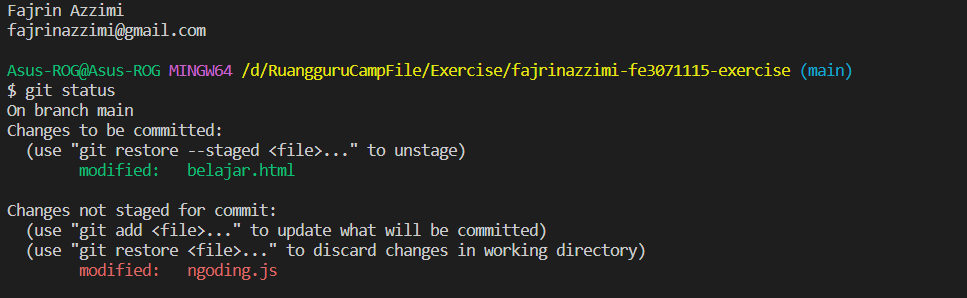 Fajrin Azzimi
fajrinazzimi@gmail.com
Asus-ROG@Asus-ROG MINGW64 /d/RuangguruCampFile/Exercise/fajrinazzimi-fe3071115-exercise (main)
$ git status
On branch main
Changes to be committed:
  (use "git restore --staged <file>..." to unstage)
        modified:   belajar.html
Changes not staged for commit:
  (use "git add <file>..." to update what will be committed)
  (use "git restore <file>..." to discard changes in working directory)
        modified:   ngoding.js